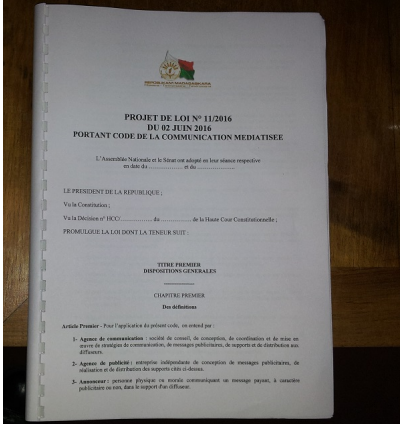 PROJET DE LOI N° 11/2016
DU 02 JUIN 2016
PORTANT CODE DE LA COMMUNICATION MEDIATISEE
L'Assemblée Nationale et le Sénat ont adopté en leur séance respective
en date du……………… et du………………..
LE PRESIDENT DE LA REPUBLIQUE ;
Vu la Constitution ;
Vu la Décision n° HCC/……………… du ……………… de la Haute Cour Constitutionnelle ;
PROMULGUE LA LOI DONT LA TENEUR SUIT :
TITRE PREMIER
DISPOSITIONS GENERALES
CHAPITRE PREMIER
Des définitions
Article Premier - Pour l'application du présent code, on entend par :
1- Agence de communication : société de conseil, de conception, de coordination et de mise en
œuvre de stratégies de communication, de messages publicitaires, de supports et de distribution aux
diffuseurs.
2- Agence de publicité : entreprise indépendante de conception de messages publicitaires, de
réalisation et de distribution des supports cités ci-dessus.
3- Annonceur : personne physique ou morale communiquant un message payant, à caractère
publicitaire ou non, dans le support d'un diffuseur.